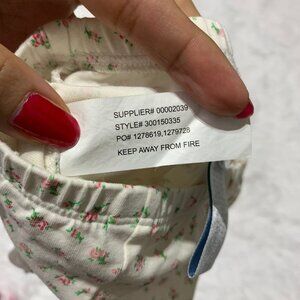 SUPPLIER# 00002039
STYLE# 300150335
PO# 1278619,1279728
KEEP AWAY FROM FIRE